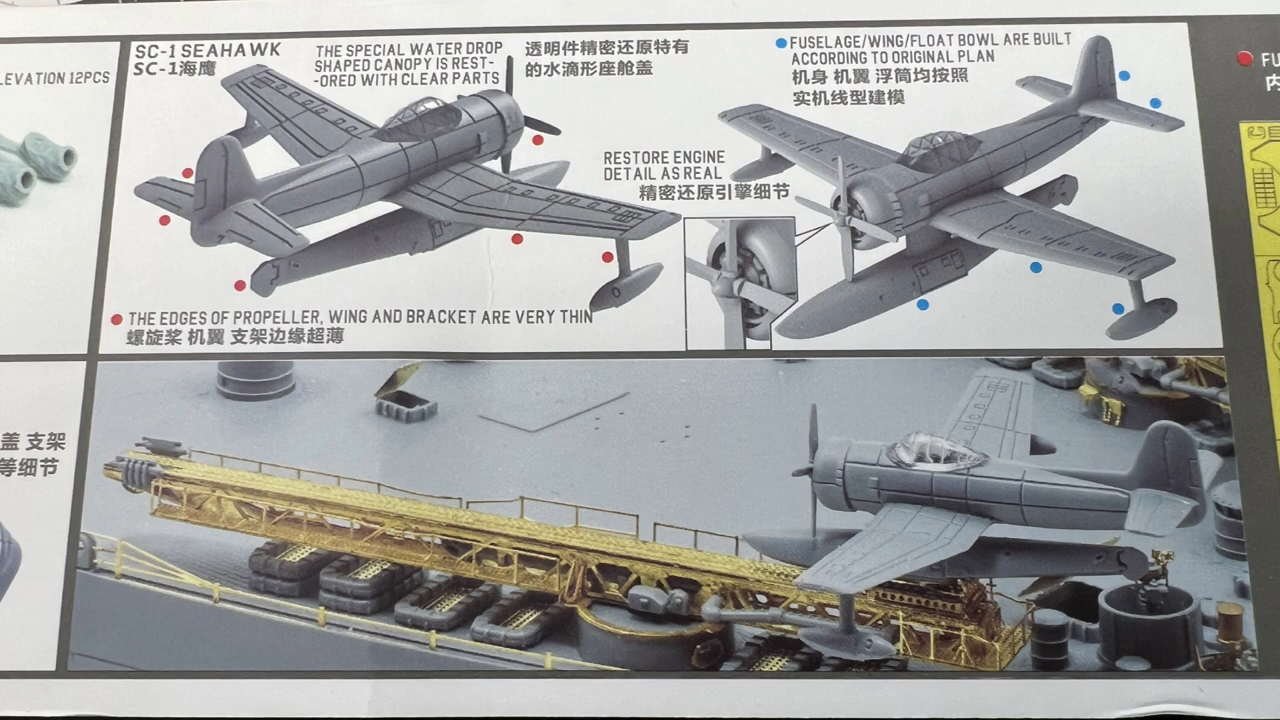 LEVATION 12PCS
SC-1 SEAHAWK
SC-1海鹰
THE SPECIAL WATER DROP
SHAPED CANOPY IS REST-
-ORED WITH CLEAR PARTS
透明件精密还原特有
的水滴形座舱盖
FUSELAGE/WING/FLOAT BOWL ARE BUILT
ACCORDING TO ORIGINAL PLAN
机身 机翼 浮筒均按照
实机线型建模
RESTORE ENGINE
DETAIL AS REAL
精密还原引擎细节
THE EDGES OF PROPELLER, WING AND BRACKET ARE VERY THIN
螺旋桨 机翼 支架边缘超薄
FU
内
盖 支架
等细节